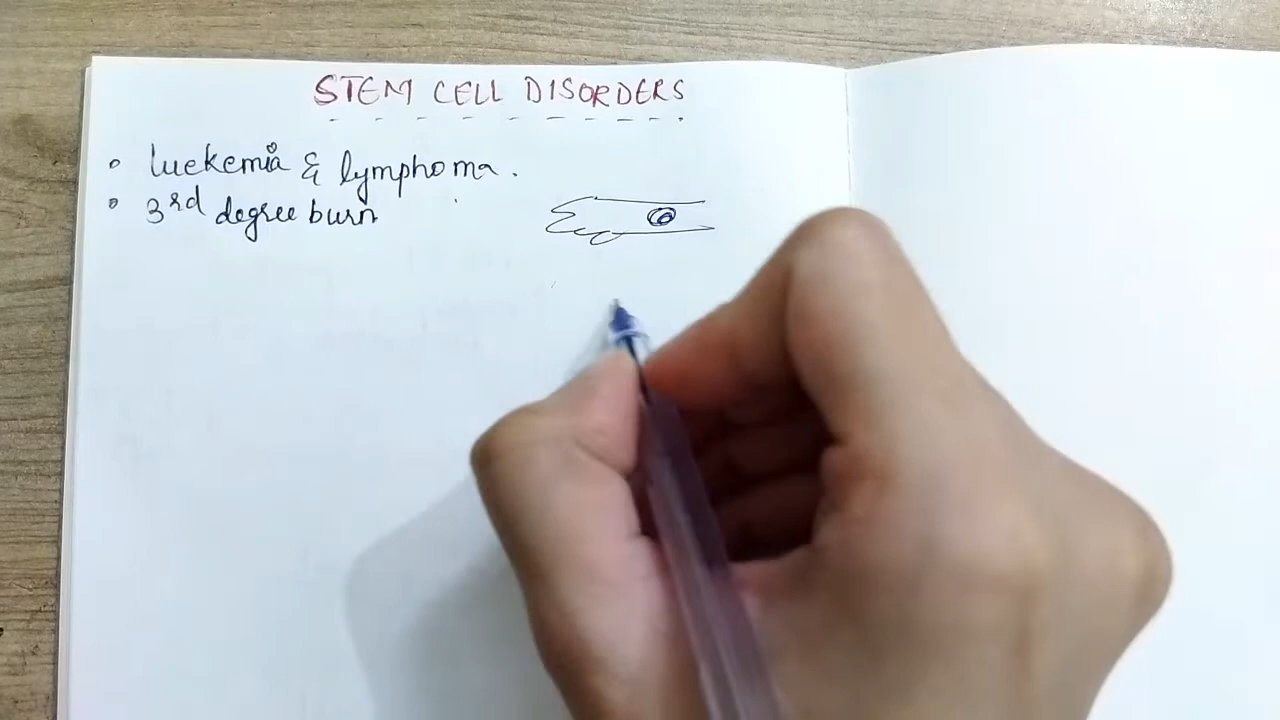 STEM CELL DISORDERS
• luekemia & lymphoma.
• 3rd degree burn